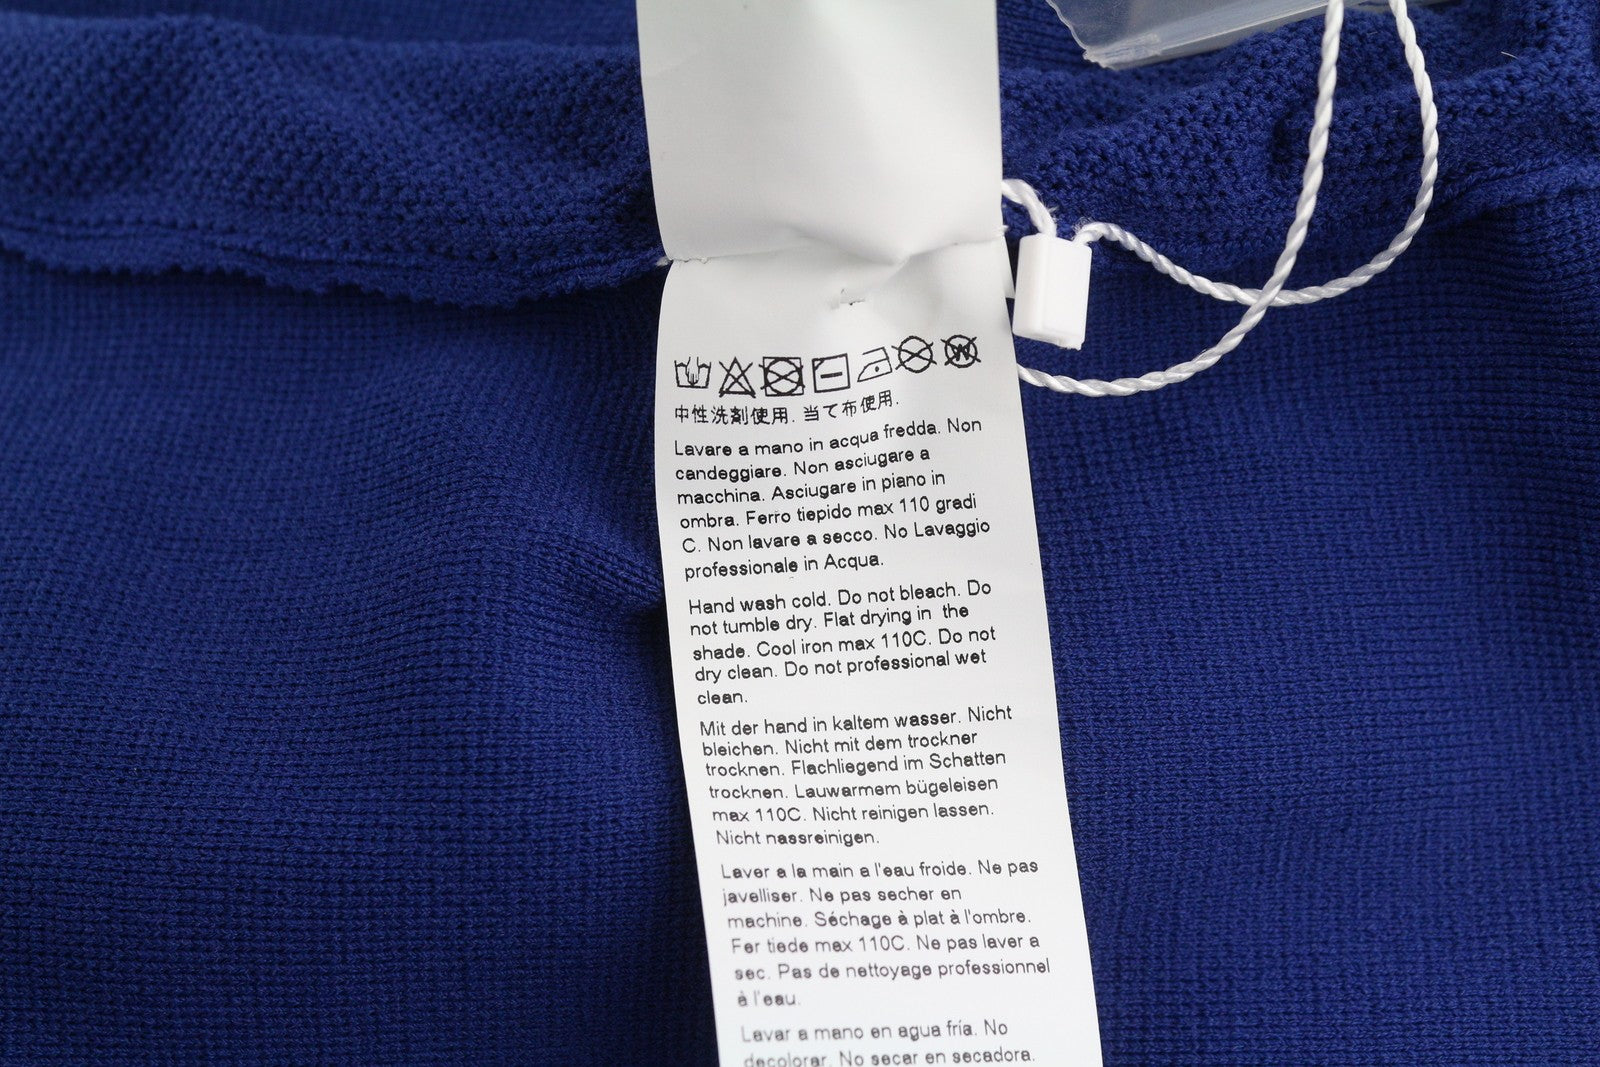 中性洗剤使用. 当て布使用.
Lavare a mano in acqua fredda. Non
candeggiare. Non asciugare a
macchina. Asciugare in piano in
ombra. Ferro tiepido max 110 gradi
C. Non lavare a secco. No Lavaggio
professionale in Acqua.
Hand wash cold. Do not bleach. Do
not tumble dry. Flat drying in the
shade. Cool iron max 110C. Do not
dry clean. Do not professional wet
clean.
Mit der hand in kaltem wasser. Nicht
bleichen. Nicht mit dem trockner
trocknen. Flachliegend im Schatten
trocknen. Lauwarmem bügeleisen
max 110C. Nicht reinigen lassen.
Nicht nassreinigen.
Laver a la main a l'eau froide. Ne pas
javelliser. Ne pas secher en
machine. Séchage à plat à l'ombre.
Fer tiede max 110C. Ne pas laver a
sec. Pas de nettoyage professionnel
à l'eau.
Lavar a mano en agua fría. No
decolorar. No secar en secadora.